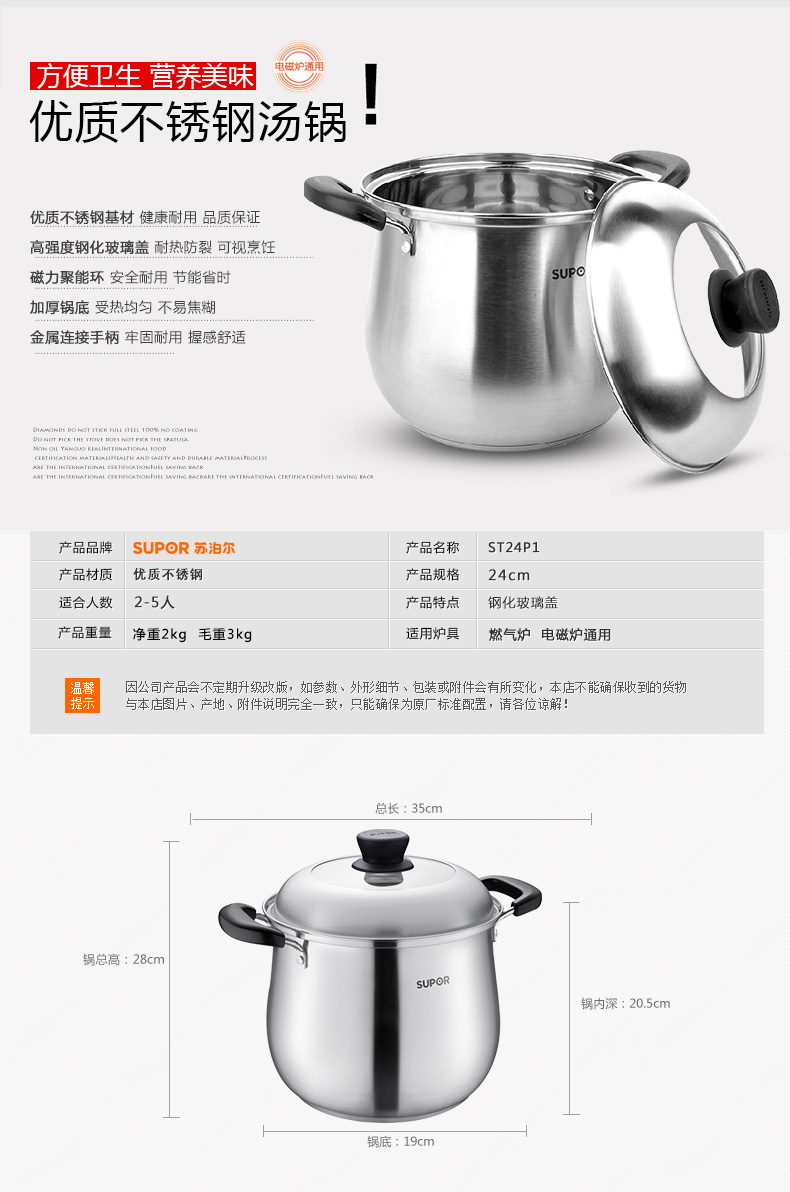 方便卫生 营养美味
电磁炉通用
优质不锈钢汤锅!
优质不锈钢基材 健康耐用 品质保证
高强度钢化玻璃盖 耐热防裂 可视烹饪
磁力聚能环 安全耐用 节能省时
加厚锅底 受热均匀 不易焦糊
金属连接手柄 牢固耐用 握感舒适
SUPO
Diamonds do not stick full steel 100% no coating
Do not pick the stove does not pick the spatula
Non oil Yanguo realInternational food
certification materialsHealth and safety and durable materialProcess
are the international certificationFuel saving back
are the international certificationFuel saving backare the international certificationFuel saving back
产品品牌 SUPOR 苏泊尔 产品名称 ST24P1
产品材质 优质不锈钢 产品规格 24cm
适合人数 2-5人 产品特点 钢化玻璃盖
产品重量 净重2kg 毛重3kg 适用炉具 燃气炉 电磁炉通用
温馨提示
因公司产品会不定期升级改版，如参数、外形细节、包装或附件会有所变化，本店不能确保收到的货物
与本店图片、产地、附件说明完全一致，只能确保为原厂标准配置，请各位谅解！
总长：35cm
锅总高：28cm
SUPOR
锅内深：20.5cm
锅底：19cm